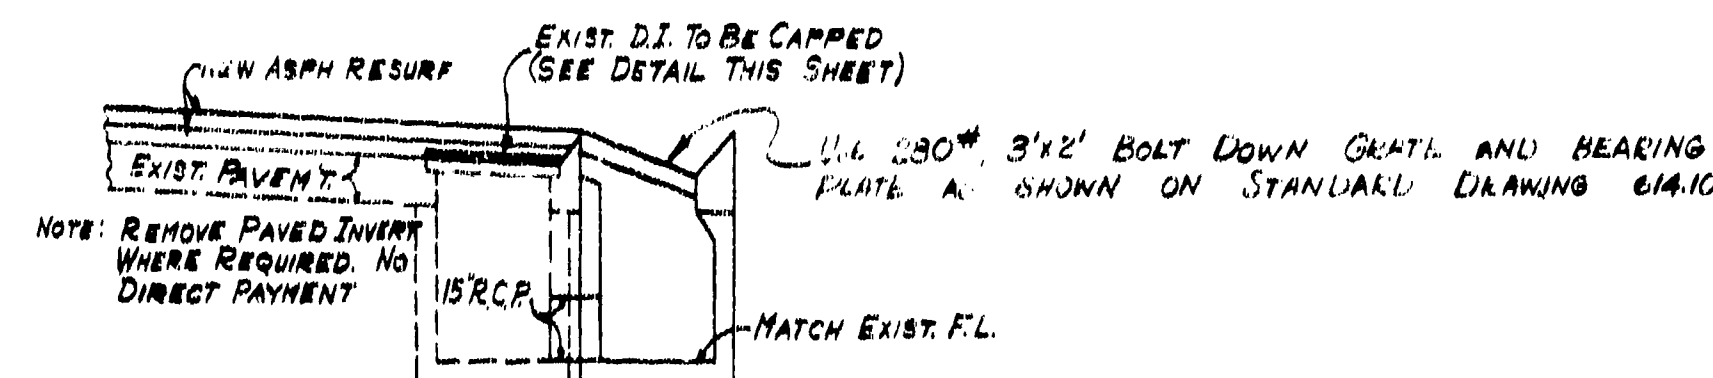 EXIST. D.I. TO BE CAPPED
(SEE DETAIL THIS SHEET)
NEW ASPH RESURF
USE 280#, 3'x2' BOLT DOWN GRATE AND BEARING
PLATE AS SHOWN ON STANDARD DRAWING 614.10
EXIST. PAVEM'T.
NOTE: REMOVE PAVED INVERT
WHERE REQUIRED. NO
DIRECT PAYMENT
15" R.C.P.
MATCH EXIST. F.L.